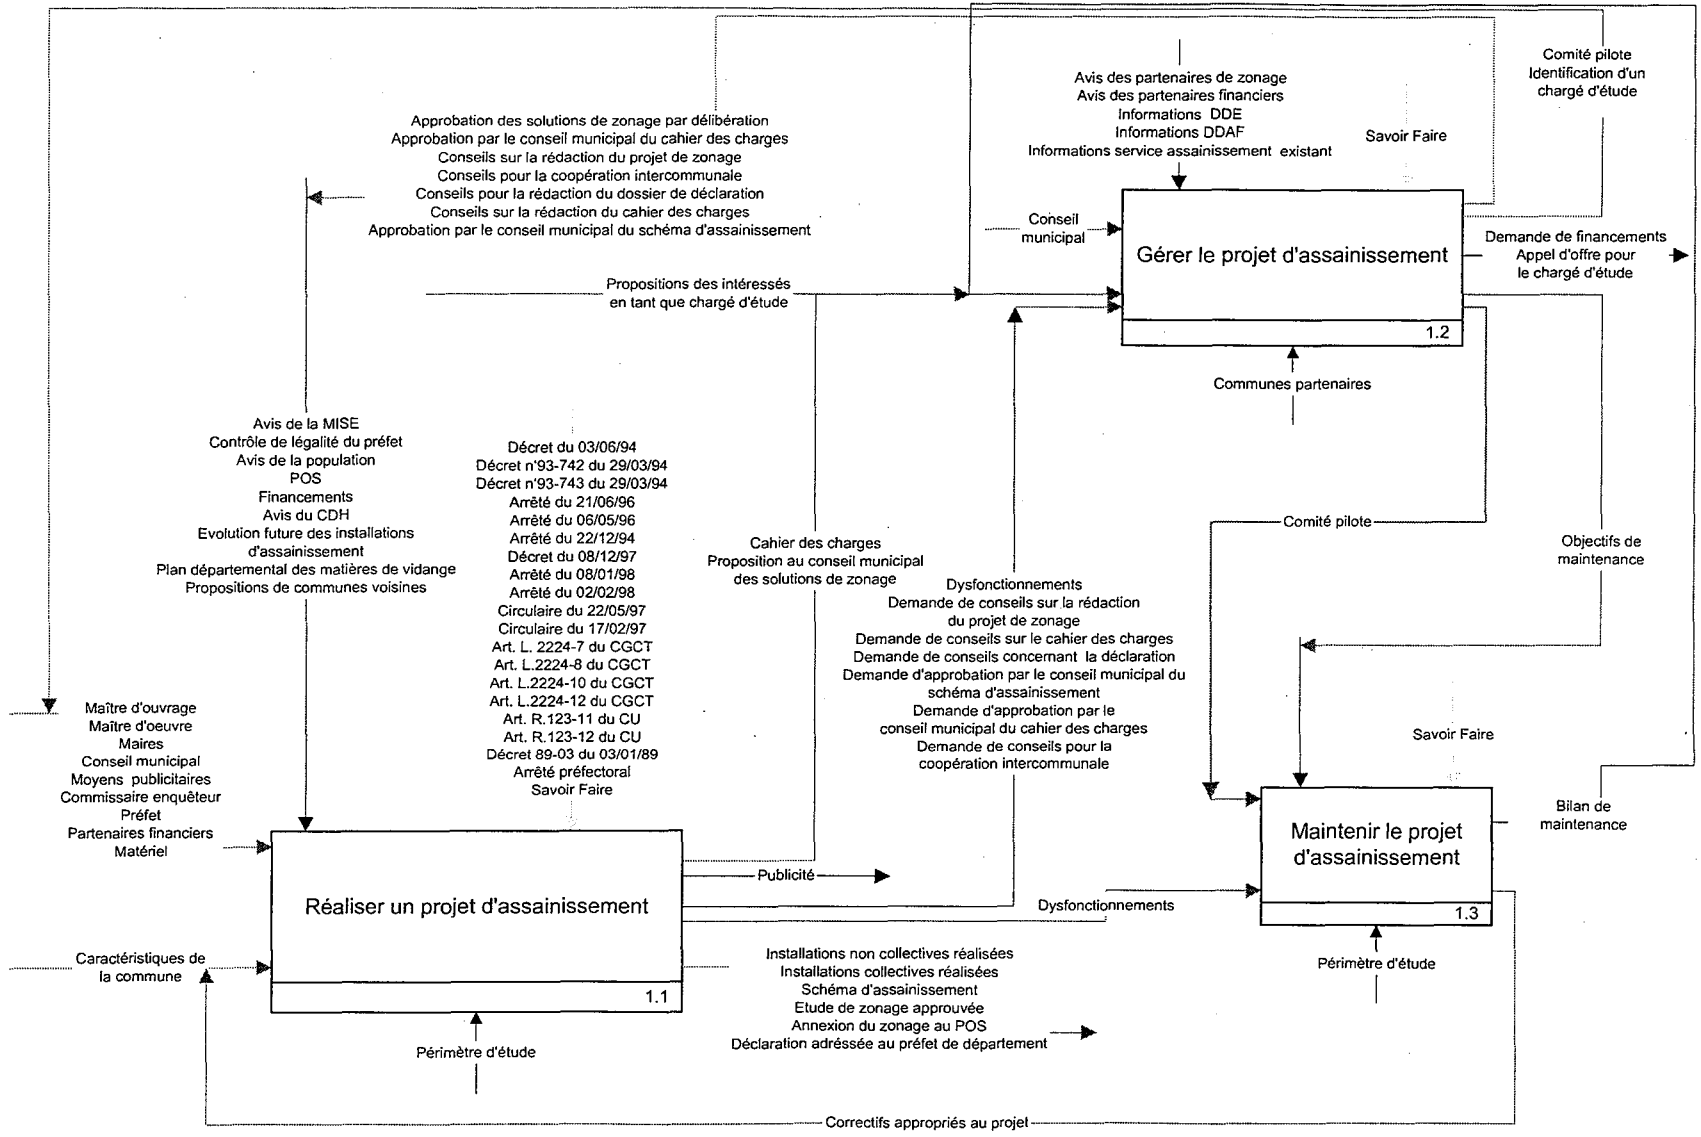 Comité pilote
Identification d'un
chargé d'étude
Avis des partenaires de zonage
Avis des partenaires financiers
Informations DDE
Informations DDAF
Informations service assainissement existant
Savoir Faire
Approbation des solutions de zonage par délibération
Approbation par le conseil municipal du cahier des charges
Conseils sur la rédaction du projet de zonage
Conseils pour la coopération intercommunale
Conseils pour la rédaction du dossier de déclaration
Conseils sur la rédaction du cahier des charges
Approbation par le conseil municipal du schéma d'assainissement
Conseil
municipal
Gérer le projet d'assainissement
1.2
Demande de financements
Appel d'offre pour
le chargé d'étude
Propositions des intéressés
en tant que chargé d'étude
Communes partenaires
Avis de la MISE
Contrôle de légalité du préfet
Avis de la population
POS
Financements
Avis du CDH
Evolution future des installations
d'assainissement
Plan départemental des matières de vidange
Propositions de communes voisines
Décret du 03/06/94
Décret n°93-742 du 29/03/94
Décret n°93-743 du 29/03/94
Arrêté du 21/06/96
Arrêté du 06/05/96
Arrêté du 22/12/94
Décret du 08/12/97
Arrêté du 08/01/98
Arrêté du 02/02/98
Circulaire du 22/05/97
Circulaire du 17/02/97
Art. L. 2224-7 du CGCT
Art. L.2224-8 du CGCT
Art. L.2224-10 du CGCT
Art. L.2224-12 du CGCT
Art. R.123-11 du CU
Art. R.123-12 du CU
Décret 89-03 du 03/01/89
Arrêté préfectoral
Savoir Faire
Cahier des charges
Proposition au conseil municipal
des solutions de zonage
Comité pilote
Objectifs de
maintenance
Dysfonctionnements
Demande de conseils sur la rédaction
du projet de zonage
Demande de conseils sur le cahier des charges
Demande de conseils concernant la déclaration
Demande d'approbation par le conseil municipal du
schéma d'assainissement
Demande d'approbation par le
conseil municipal du cahier des charges
Demande de conseils pour la
coopération intercommunale
Maître d'ouvrage
Maître d'oeuvre
Maires
Conseil municipal
Moyens publicitaires
Commissaire enquêteur
Préfet
Partenaires financiers
Matériel
Savoir Faire
Maintenir le projet
d'assainissement
1.3
Bilan de
maintenance
Réaliser un projet d'assainissement
1.1
Publicité
Dysfonctionnements
Caractéristiques de
la commune
Installations non collectives réalisées
Installations collectives réalisées
Schéma d'assainissement
Etude de zonage approuvée
Annexion du zonage au POS
Déclaration adréssée au préfet de département
Périmètre d'étude
Périmètre d'étude
Correctifs appropriés au projet